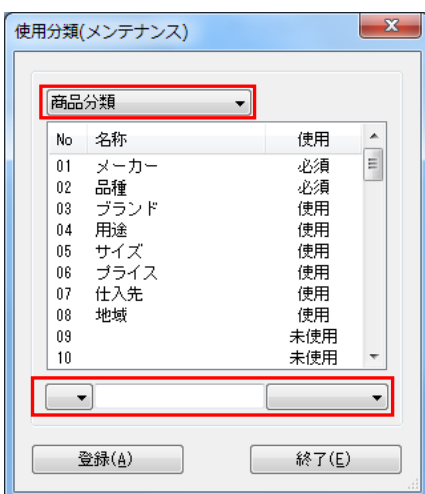 使用分類(メンテナンス)
商品分類
No 名称 使用
01 メーカー 必須
02 品種 必須
03 ブランド 使用
04 用途 使用
05 サイズ 使用
06 プライス 使用
07 仕入先 使用
08 地域 使用
09 未使用
10 未使用
登録(A) 終了(E)